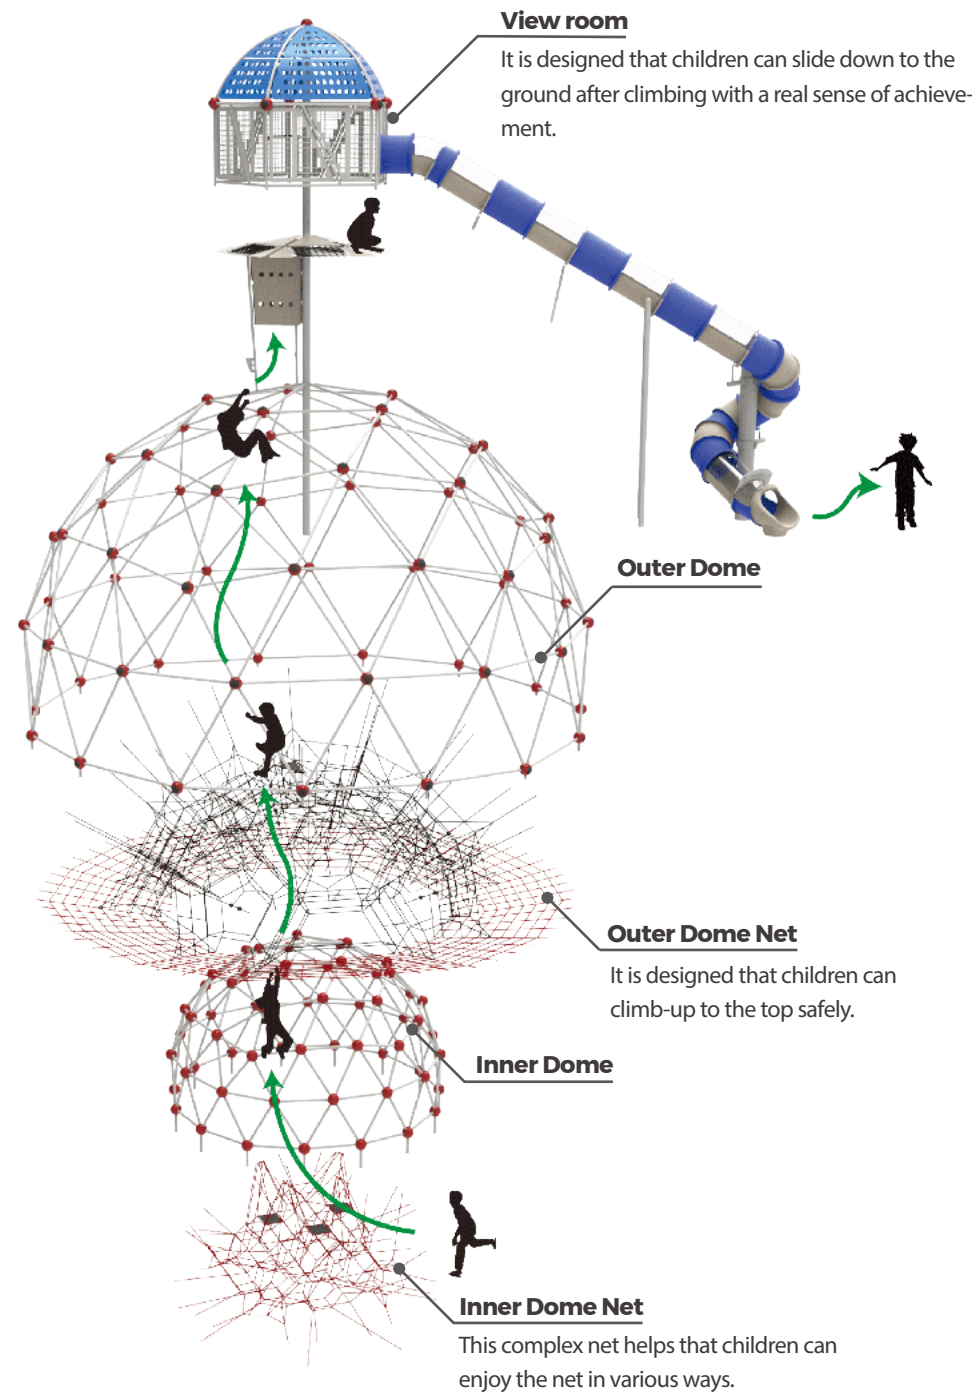 View room
It is designed that children can slide down to the
ground after climbing with a real sense of achieve-
ment.
Outer Dome
Outer Dome Net
It is designed that children can
climb-up to the top safely.
Inner Dome
Inner Dome Net
This complex net helps that children can
enjoy the net in various ways.